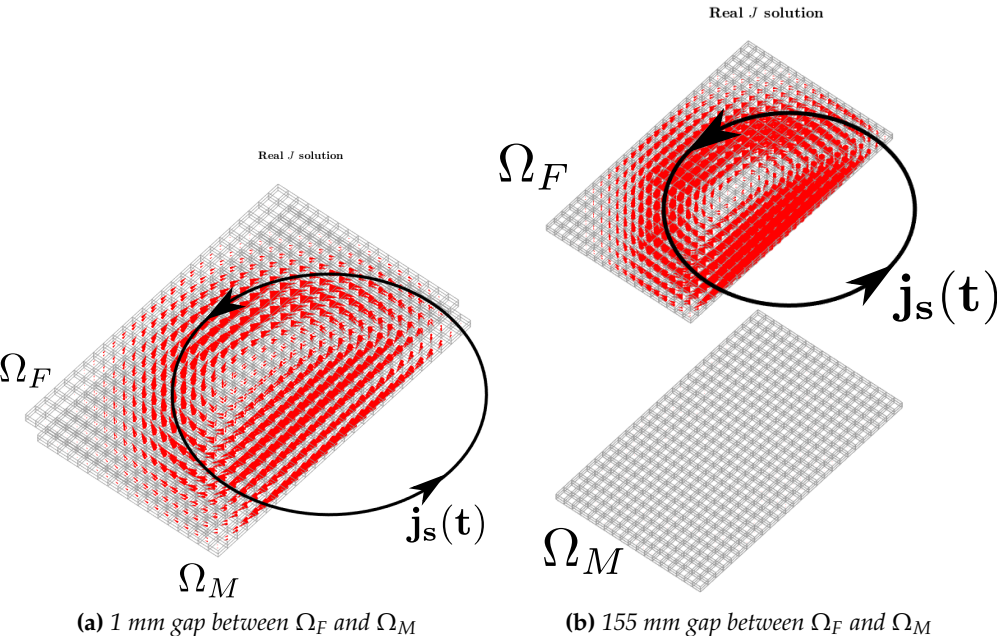 Real J solution
Ω_F
j_s(t)
Ω_M
(a) 1 mm gap between Ω_F and Ω_M
Real J solution
Ω_F
j_s(t)
Ω_M
(b) 155 mm gap between Ω_F and Ω_M